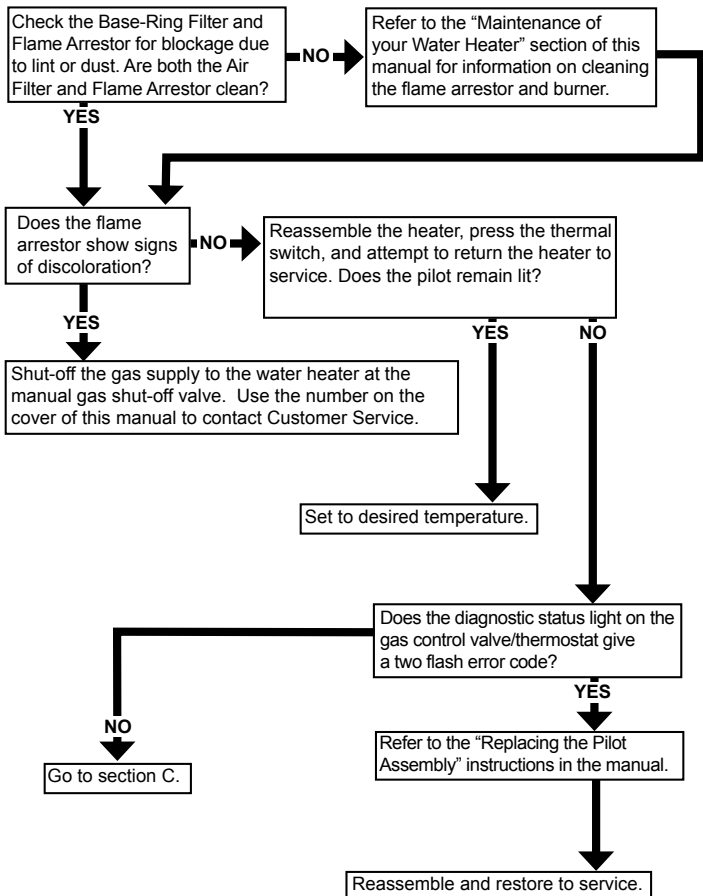 Check the Base-Ring Filter and
Flame Arrestor for blockage due
to lint or dust. Are both the Air
Filter and Flame Arrestor clean?
NO
Refer to the “Maintenance of
your Water Heater” section of this
manual for information on cleaning
the flame arrestor and burner.
YES
Does the flame
arrestor show signs
of discoloration?
NO
Reassemble the heater, press the thermal
switch, and attempt to return the heater to
service. Does the pilot remain lit?
YES
YES
NO
Shut-off the gas supply to the water heater at the
manual gas shut-off valve. Use the number on the
cover of this manual to contact Customer Service.
Set to desired temperature.
Does the diagnostic status light on the
gas control valve/thermostat give
a two flash error code?
YES
NO
Refer to the “Replacing the Pilot
Assembly” instructions in the manual.
Go to section C.
Reassemble and restore to service.